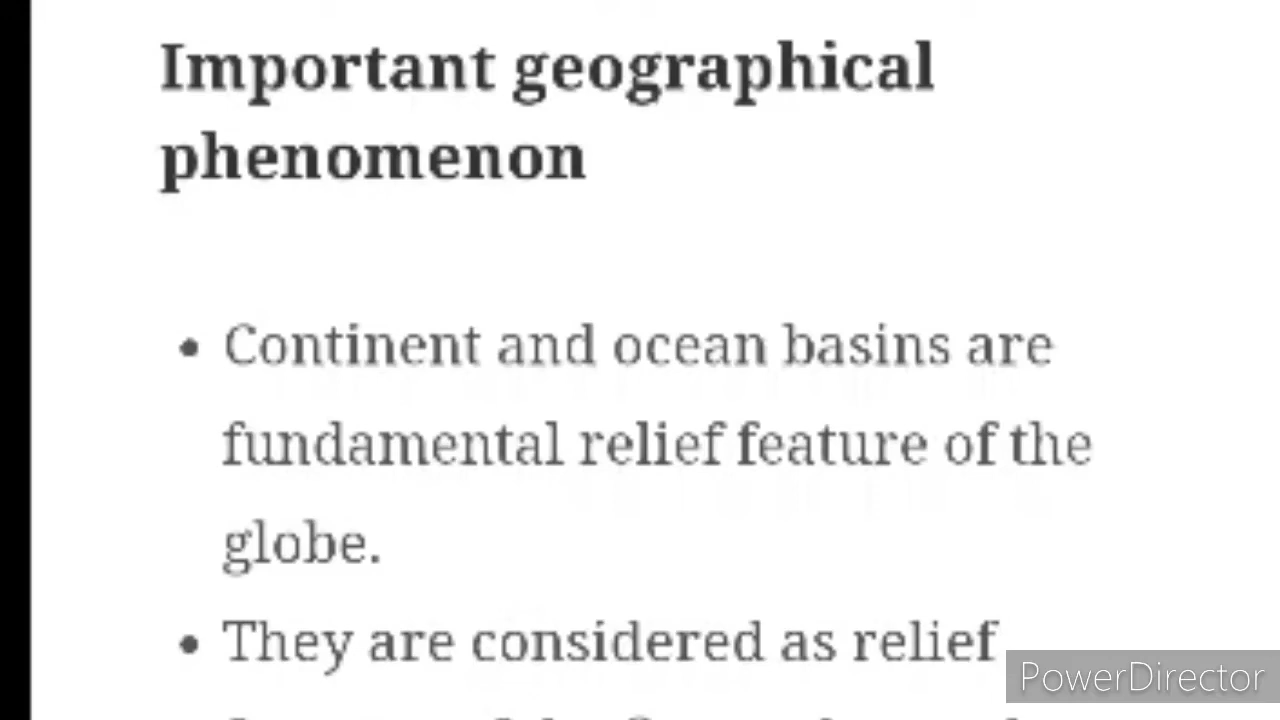 Important geographical
phenomenon
• Continent and ocean basins are
fundamental relief feature of the
globe.
• They are considered as relief
PowerDirector